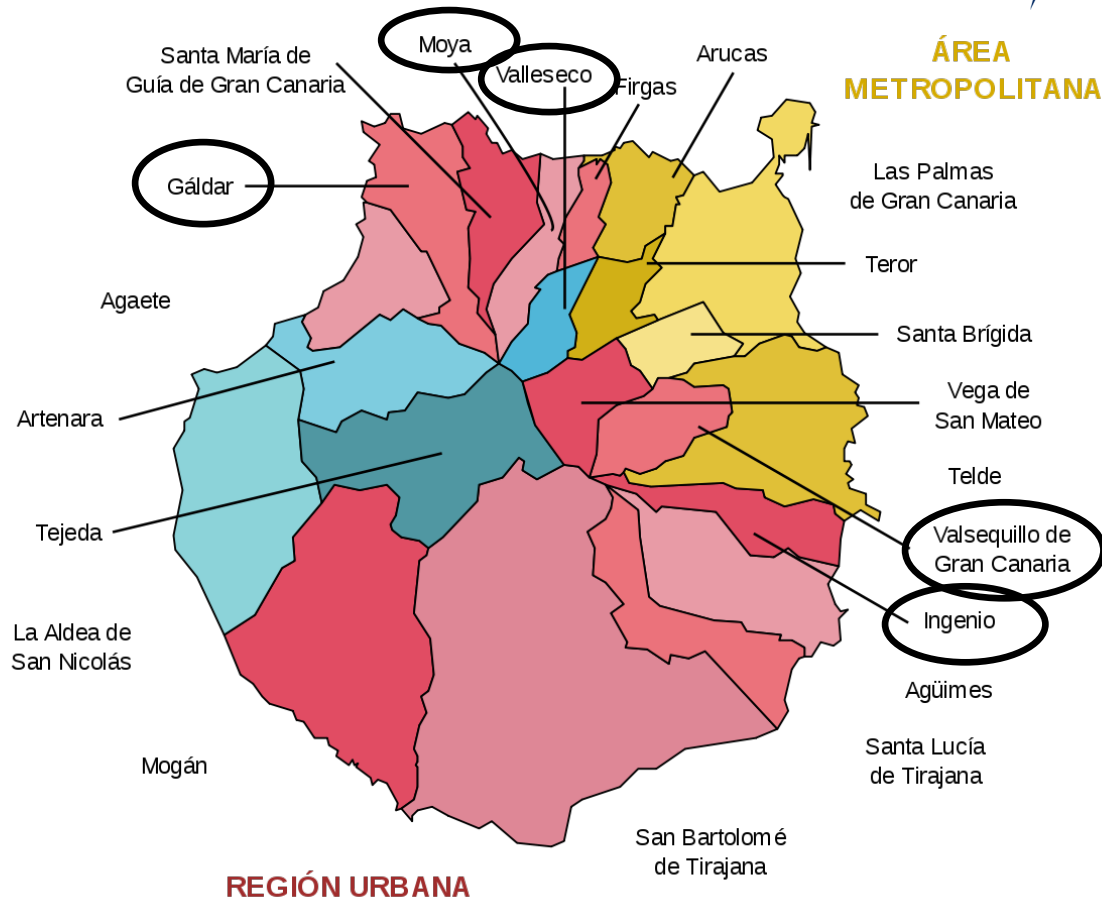 Moya
Santa María de
Guía de Gran Canaria
Valleseco
Firgas
Arucas
ÁREA
METROPOLITANA
Gáldar
Las Palmas
de Gran Canaria
Teror
Agaete
Santa Brígida
Artenara
Vega de
San Mateo
Telde
Tejeda
Valsequillo de
Gran Canaria
La Aldea de
San Nicolás
Ingenio
Agüimes
Mogán
Santa Lucía
de Tirajana
San Bartolomé
de Tirajana
REGIÓN URBANA